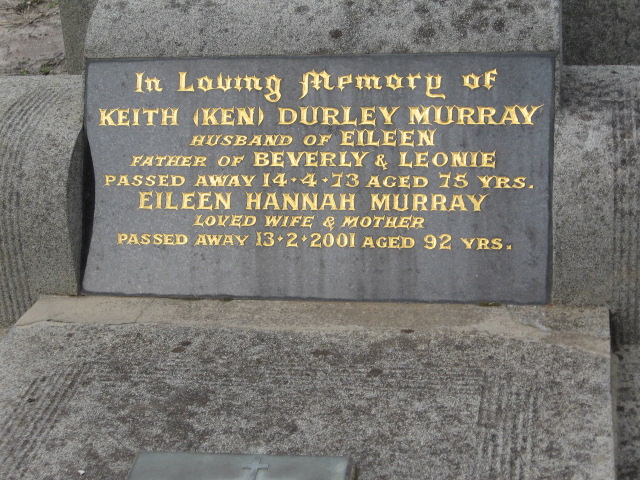 In Loving Memory of
KEITH (KEN) DURLEY MURRAY
HUSBAND OF EILEEN
FATHER OF BEVERLY & LEONIE
PASSED AWAY 14·4·73 AGED 75 YRS.
EILEEN HANNAH MURRAY
LOVED WIFE & MOTHER
PASSED AWAY 13·2·2001 AGED 92 YRS.